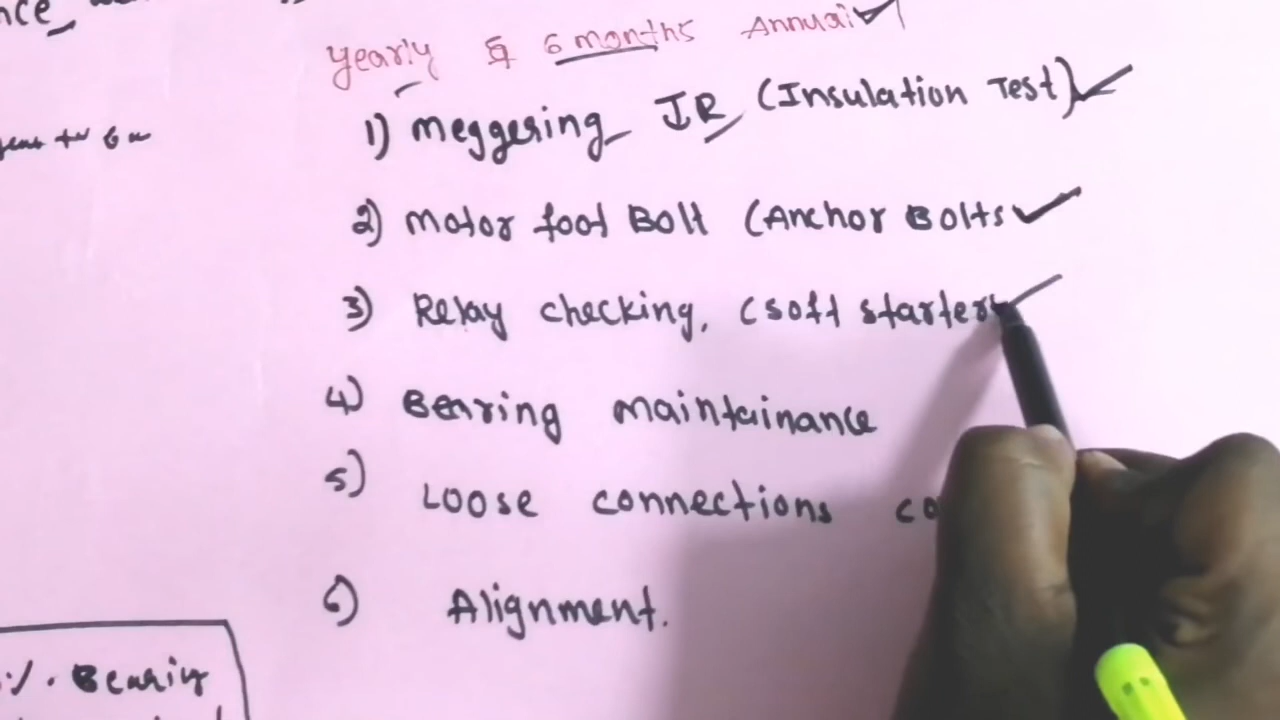 yearly & 6 months Annual
1) Meggering IR (Insulation Test)
2) Motor foot Bolt (Anchor Bolts
3) Relay checking, (soft starter
4) Bearing maintainance
5) Loose connections
6) Alignment.
Bearing